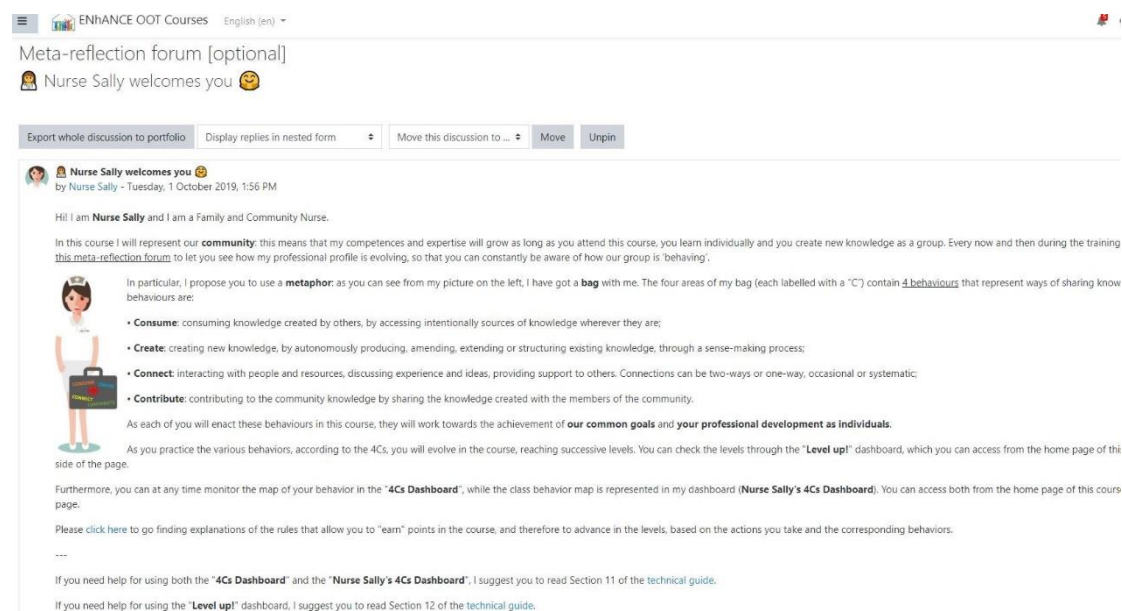 ENhANCE OOT Courses English (en)
Meta-reflection forum [optional]
Nurse Sally welcomes you
Export whole discussion to portfolio Display replies in nested form Move this discussion to ... Move Unpin
Nurse Sally welcomes you
by Nurse Sally - Tuesday, 1 October 2019, 1:56 PM
Hi! I am Nurse Sally and I am a Family and Community Nurse.
In this course I will represent our community: this means that my competences and expertise will grow as long as you attend this course, you learn individually and you create new knowledge as a group. Every now and then during the training
this meta-reflection forum to let you see how my professional profile is evolving, so that you can constantly be aware of how our group is 'behaving'.
In particular, I propose you to use a metaphor: as you can see from my picture on the left, I have got a bag with me. The four areas of my bag (each labelled with a "C") contain 4 behaviours that represent ways of sharing know
behaviours are:
• Consume: consuming knowledge created by others, by accessing intentionally sources of knowledge wherever they are;
• Create: creating new knowledge, by autonomously producing, amending, extending or structuring existing knowledge, through a sense-making process;
• Connect: interacting with people and resources, discussing experience and ideas, providing support to others. Connections can be two-ways or one-way, occasional or systematic;
• Contribute: contributing to the community knowledge by sharing the knowledge created with the members of the community.
CONSUME CREATE
CONNECT CONTRIBUTE
As each of you will enact these behaviours in this course, they will work towards the achievement of our common goals and your professional development as individuals.
As you practice the various behaviors, according to the 4Cs, you will evolve in the course, reaching successive levels. You can check the levels through the "Level up!" dashboard, which you can access from the home page of this
side of the page.
Furthermore, you can at any time monitor the map of your behavior in the "4Cs Dashboard", while the class behavior map is represented in my dashboard (Nurse Sally's 4Cs Dashboard). You can access both from the home page of this course
page.
Please click here to go finding explanations of the rules that allow you to "earn" points in the course, and therefore to advance in the levels, based on the actions you take and the corresponding behaviors.
---
If you need help for using both the "4Cs Dashboard" and the "Nurse Sally's 4Cs Dashboard", I suggest you to read Section 11 of the technical guide.
If you need help for using the "Level up!" dashboard, I suggest you to read Section 12 of the technical guide.